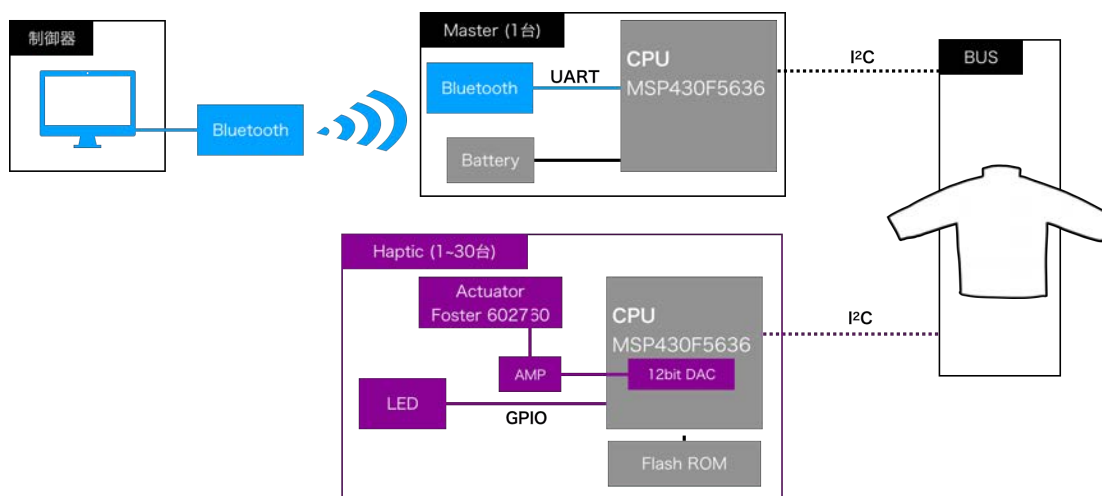 制御器
Bluetooth
Master (1台)
Bluetooth
UART
CPU
MSP430F5636
Battery
I²C
BUS
Haptic (1~30台)
Actuator
Foster 602760
AMP
CPU
MSP430F5636
12bit DAC
LED
GPIO
Flash ROM
I²C